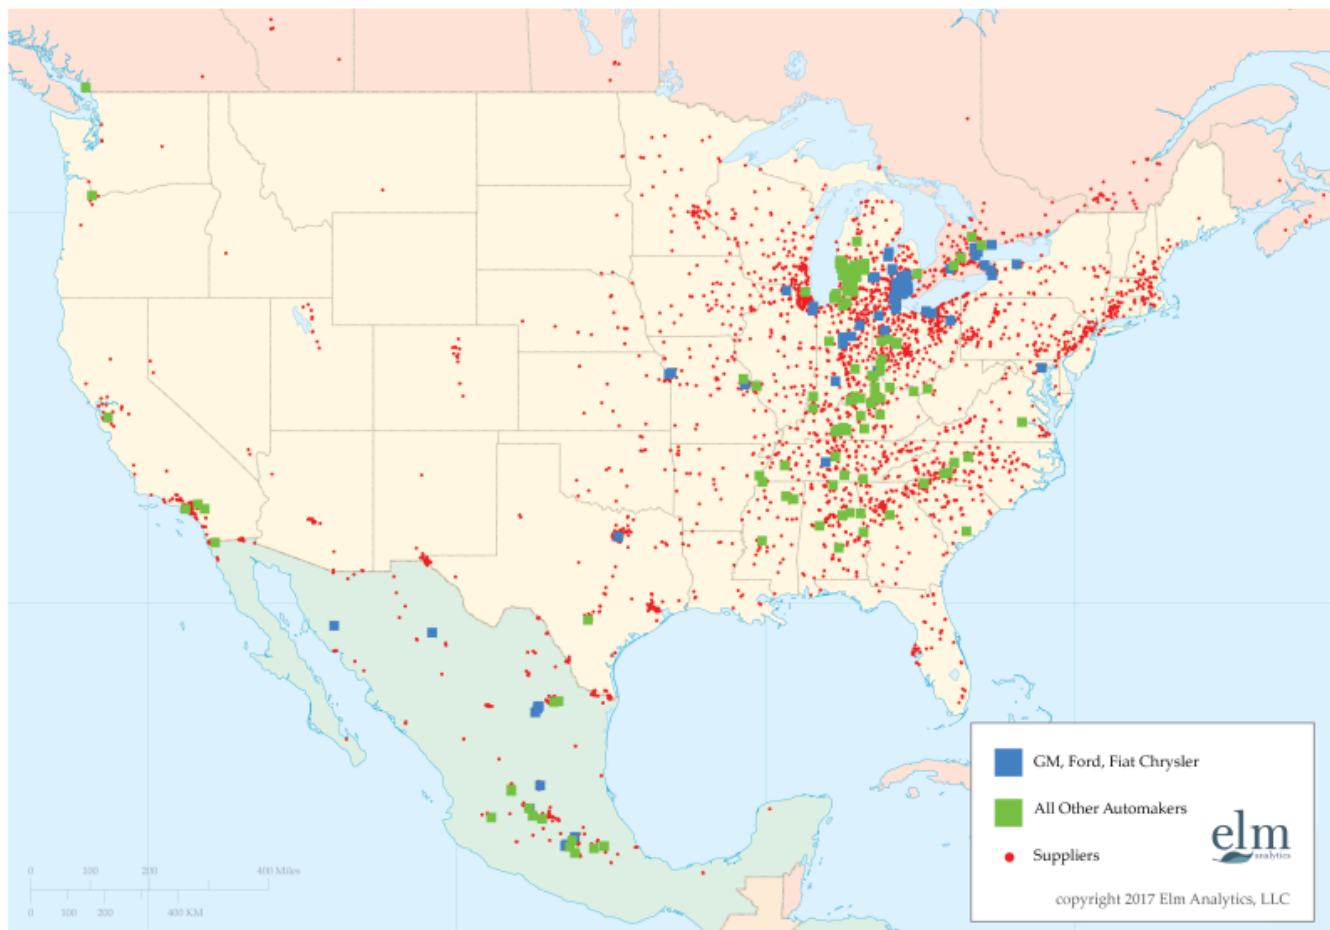 GM, Ford, Fiat Chrysler
All Other Automakers
Suppliers
elm
analytics
copyright 2017 Elm Analytics, LLC
0 100 200 400 Miles
0 100 200 400 KM